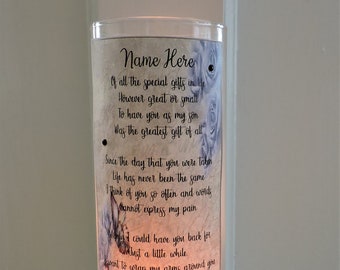 Name Here
Of all the special gifts in life
However great or small
To have you as my son
Was the greatest gift of all
Since the day that you were taken
Life has never been the same
I think of you so often and words
cannot express my pain
I could have you back for
Just a little while
to wrap my arms around you